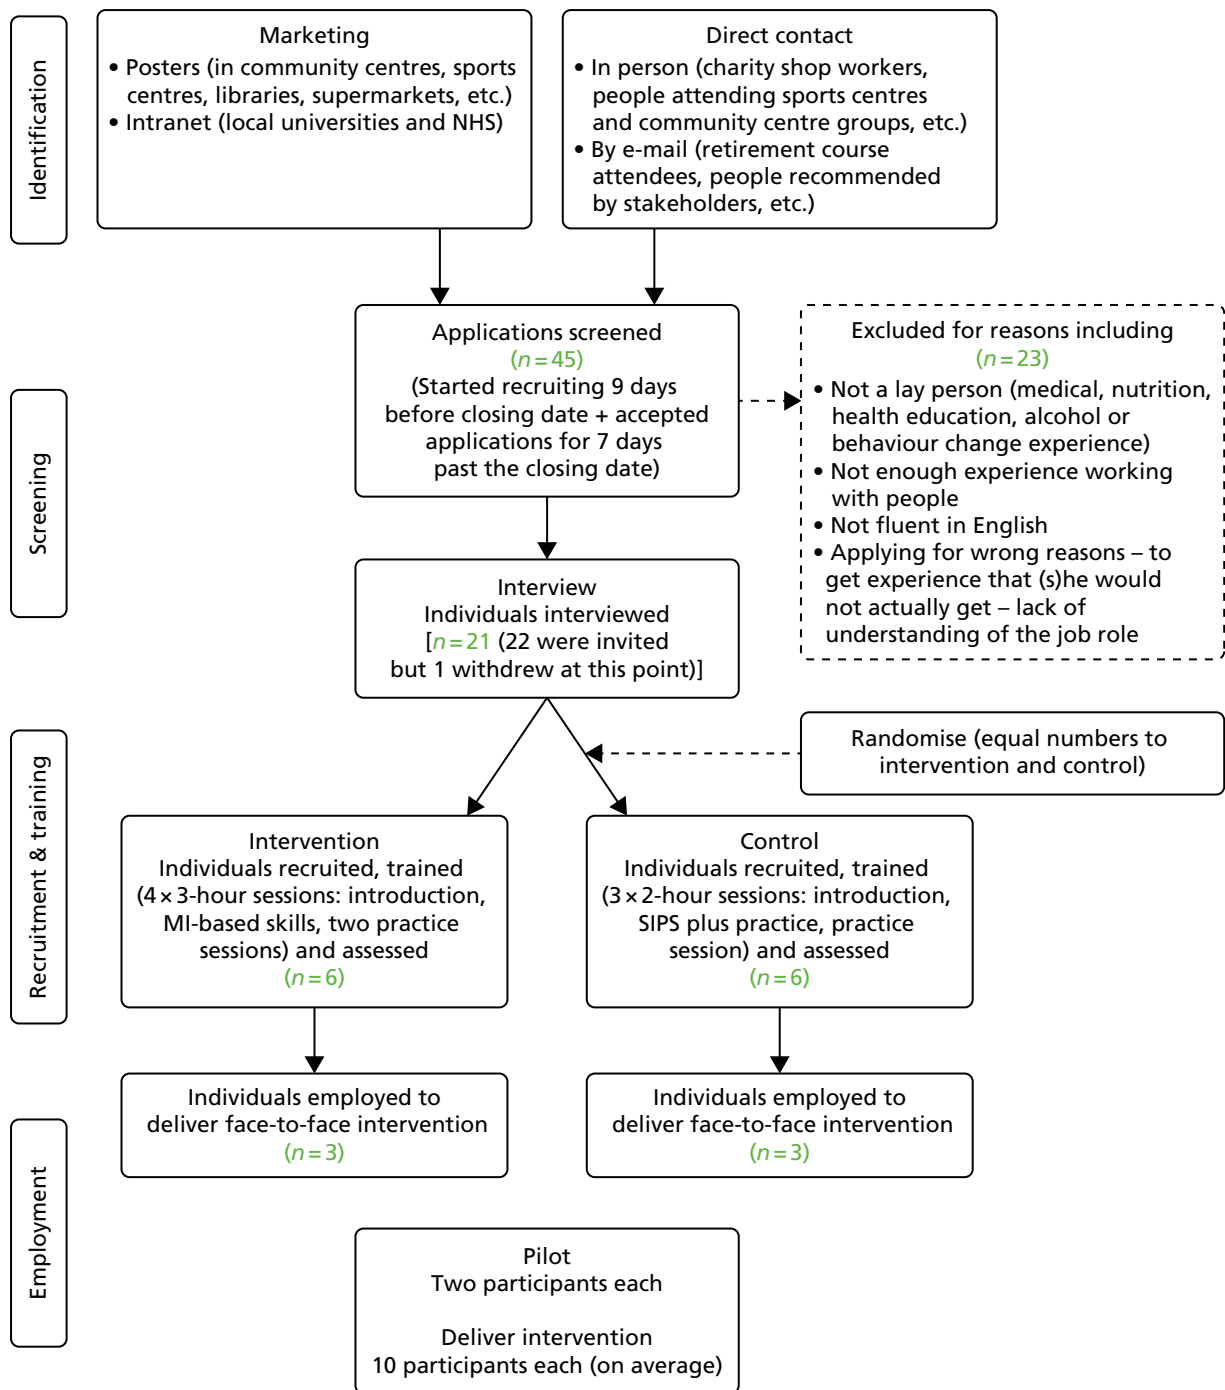 Identification
Marketing
• Posters (in community centres, sports
centres, libraries, supermarkets, etc.)
• Intranet (local universities and NHS)
Direct contact
• In person (charity shop workers,
people attending sports centres
and community centre groups, etc.)
• By e-mail (retirement course
attendees, people recommended
by stakeholders, etc.)
Screening
Applications screened
(n=45)
(Started recruiting 9 days
before closing date + accepted
applications for 7 days
past the closing date)
Excluded for reasons including
(n=23)
• Not a lay person (medical, nutrition,
health education, alcohol or
behaviour change experience)
• Not enough experience working
with people
• Not fluent in English
• Applying for wrong reasons – to
get experience that (s)he would
not actually get – lack of
understanding of the job role
Interview
Individuals interviewed
[n=21 (22 were invited
but 1 withdrew at this point)]
Recruitment & training
Randomise (equal numbers to
intervention and control)
Intervention
Individuals recruited, trained
(4×3-hour sessions: introduction,
MI-based skills, two practice
sessions) and assessed
(n=6)
Control
Individuals recruited, trained
(3×2-hour sessions: introduction,
SIPS plus practice, practice
session) and assessed
(n=6)
Employment
Individuals employed to
deliver face-to-face intervention
(n=3)
Individuals employed to
deliver face-to-face intervention
(n=3)
Pilot
Two participants each
Deliver intervention
10 participants each (on average)